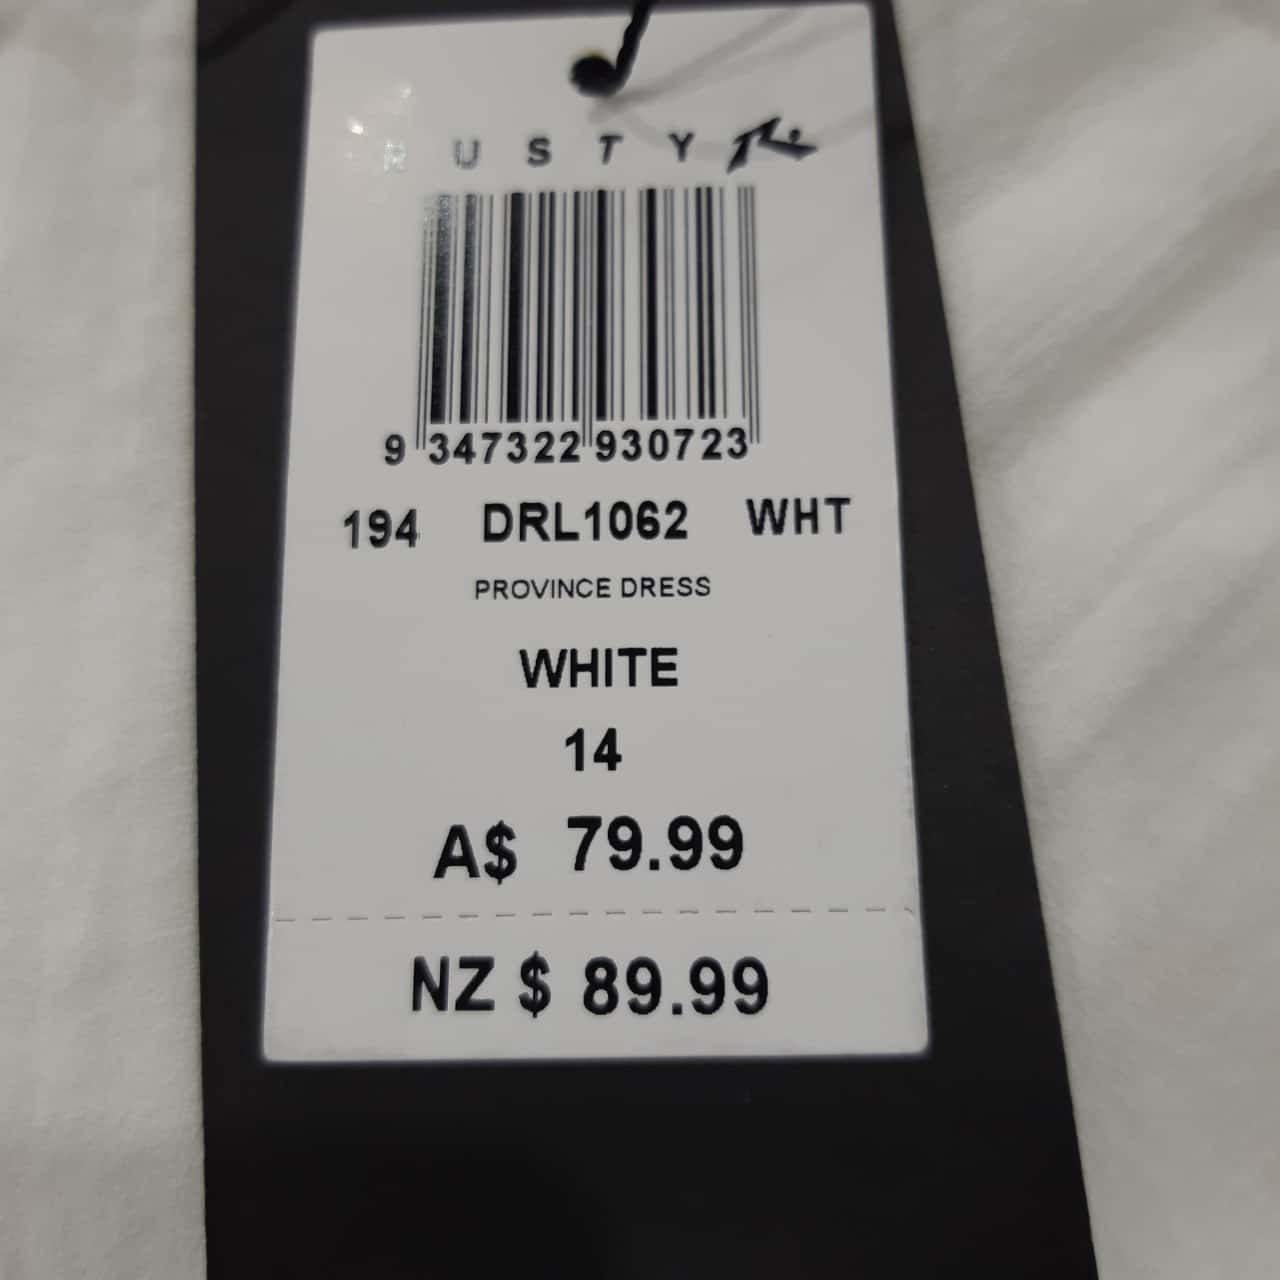 RUSTY
9 347322 930723
194 DRL1062 WHT
PROVINCE DRESS
WHITE
14
A$ 79.99
NZ $ 89.99